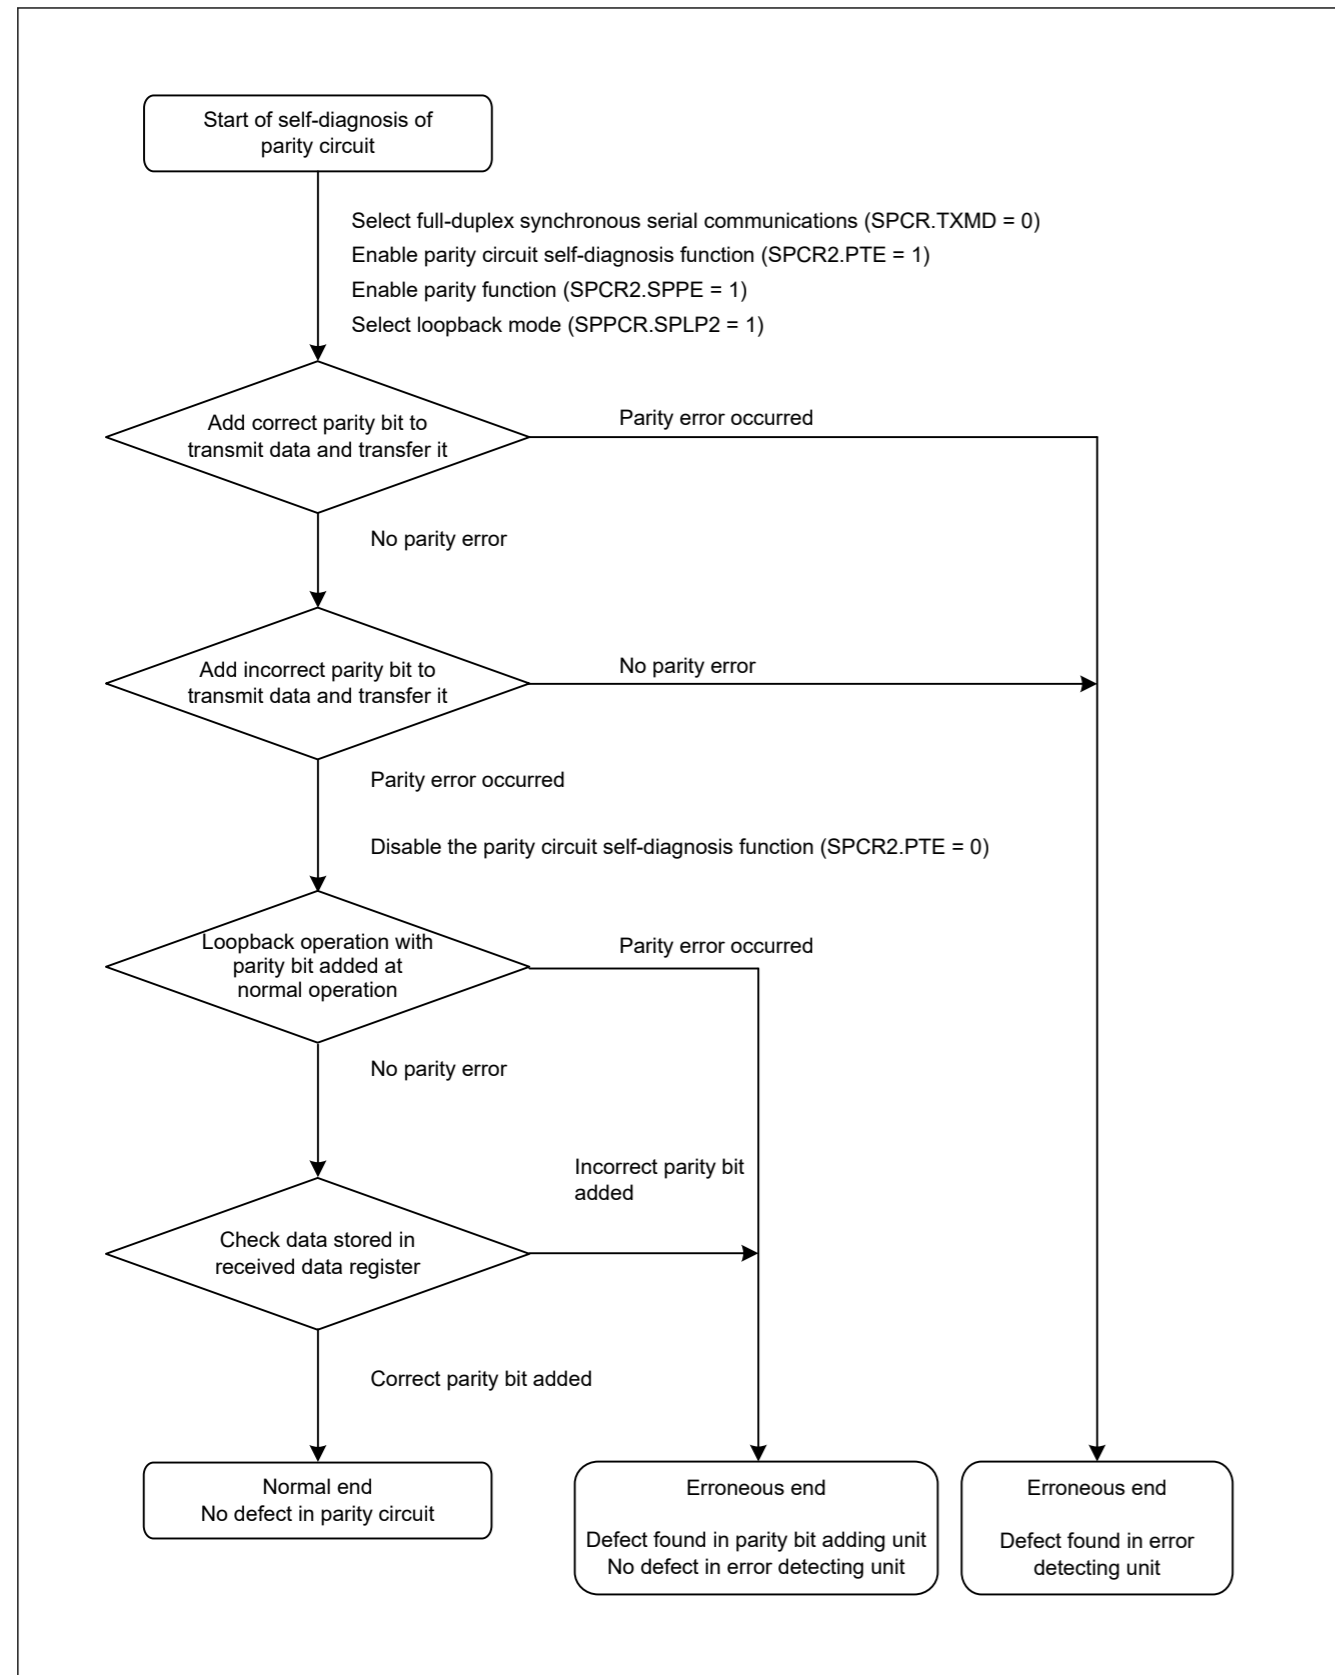 Start of self-diagnosis of
parity circuit
Select full-duplex synchronous serial communications (SPCR.TXMD = 0)
Enable parity circuit self-diagnosis function (SPCR2.PTE = 1)
Enable parity function (SPCR2.SPPE = 1)
Select loopback mode (SPPCR.SPLP2 = 1)
Add correct parity bit to
transmit data and transfer it
Parity error occurred
No parity error
Add incorrect parity bit to
transmit data and transfer it
No parity error
Parity error occurred
Disable the parity circuit self-diagnosis function (SPCR2.PTE = 0)
Loopback operation with
parity bit added at
normal operation
Parity error occurred
No parity error
Incorrect parity bit
added
Check data stored in
received data register
Correct parity bit added
Normal end
No defect in parity circuit
Erroneous end
Defect found in parity bit adding unit
No defect in error detecting unit
Erroneous end
Defect found in error
detecting unit